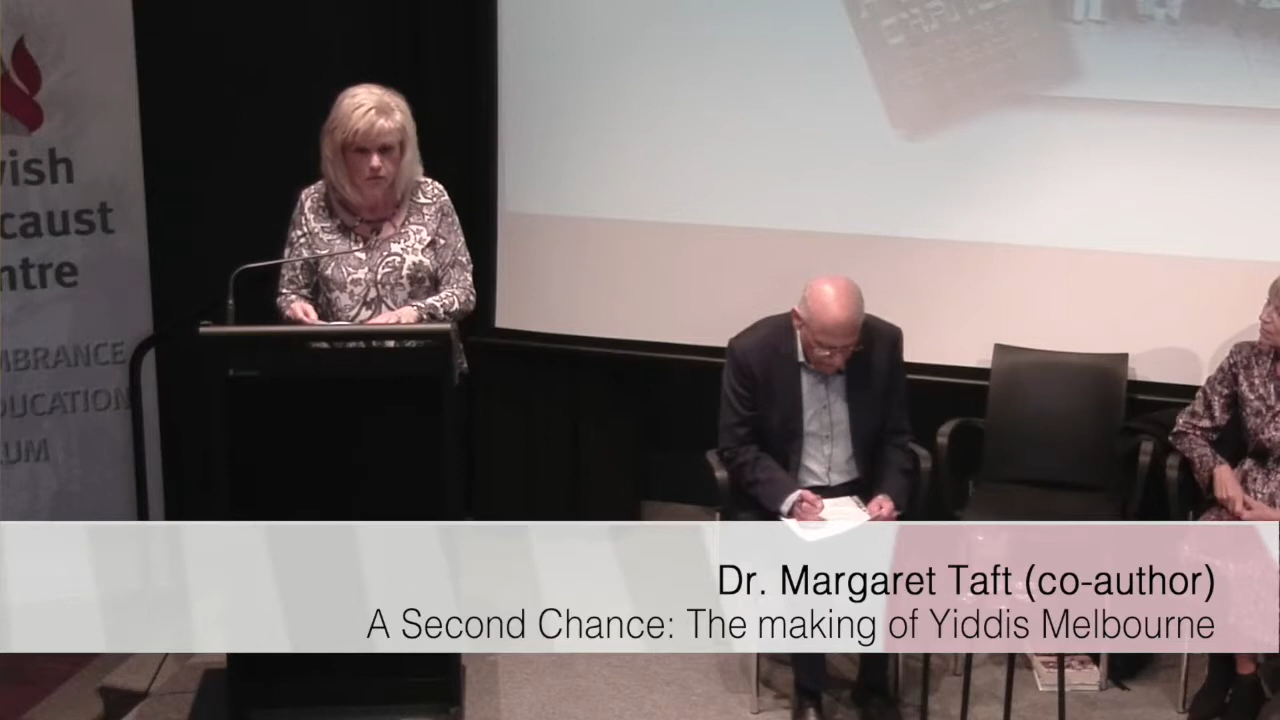 wish
caust
ntre
MBRANCE
DUCATION
UM
Dr. Margaret Taft (co-author)
A Second Chance: The making of Yiddis Melbourne